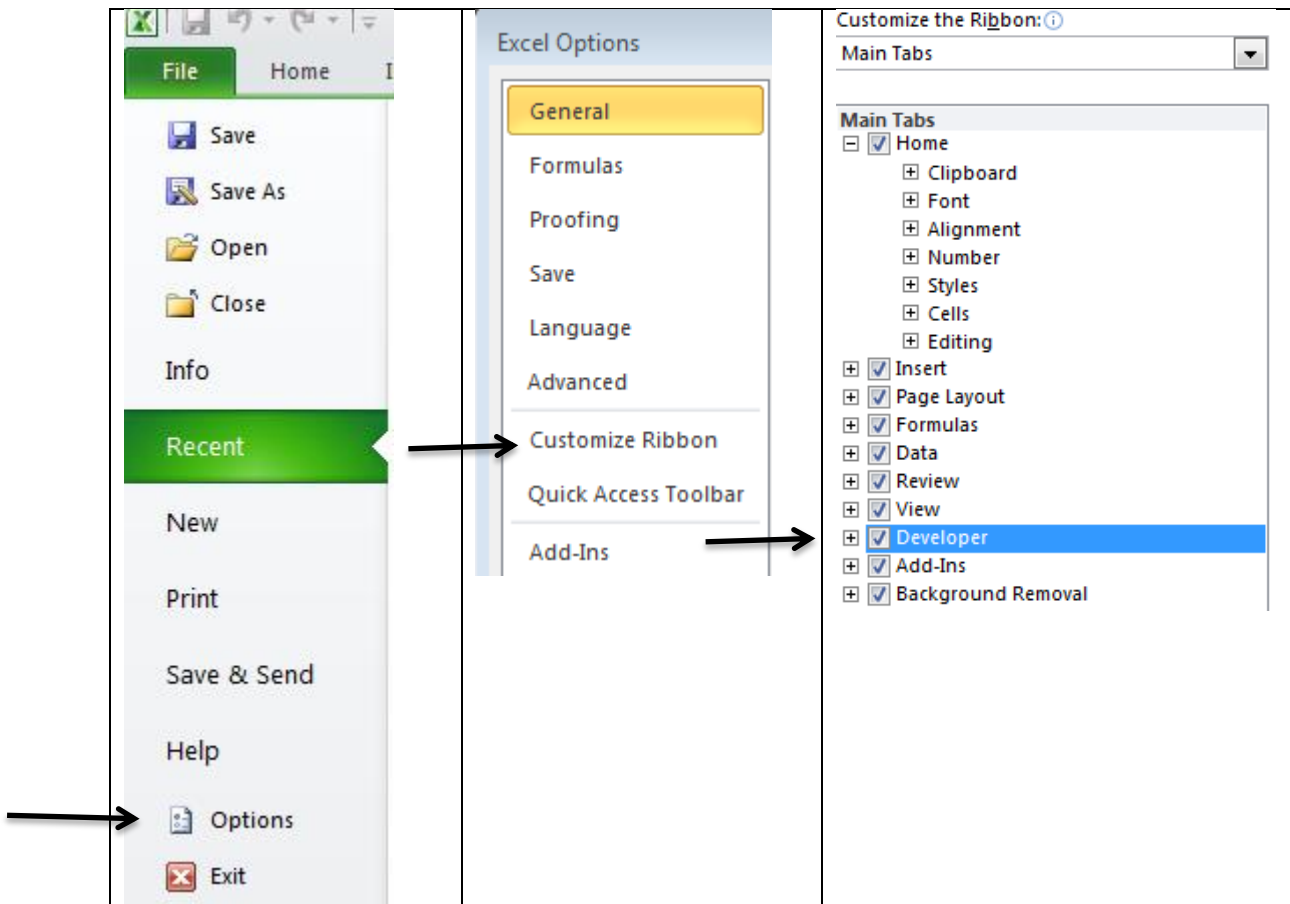 File Home
Save
Save As
Open
Close
Info
Recent
New
Print
Save & Send
Help
Options
Exit
Excel Options
General
Formulas
Proofing
Save
Language
Advanced
Customize Ribbon
Quick Access Toolbar
Add-Ins
Customize the Ribbon:
Main Tabs
Main Tabs
Home
Clipboard
Font
Alignment
Number
Styles
Cells
Editing
Insert
Page Layout
Formulas
Data
Review
View
Developer
Add-Ins
Background Removal